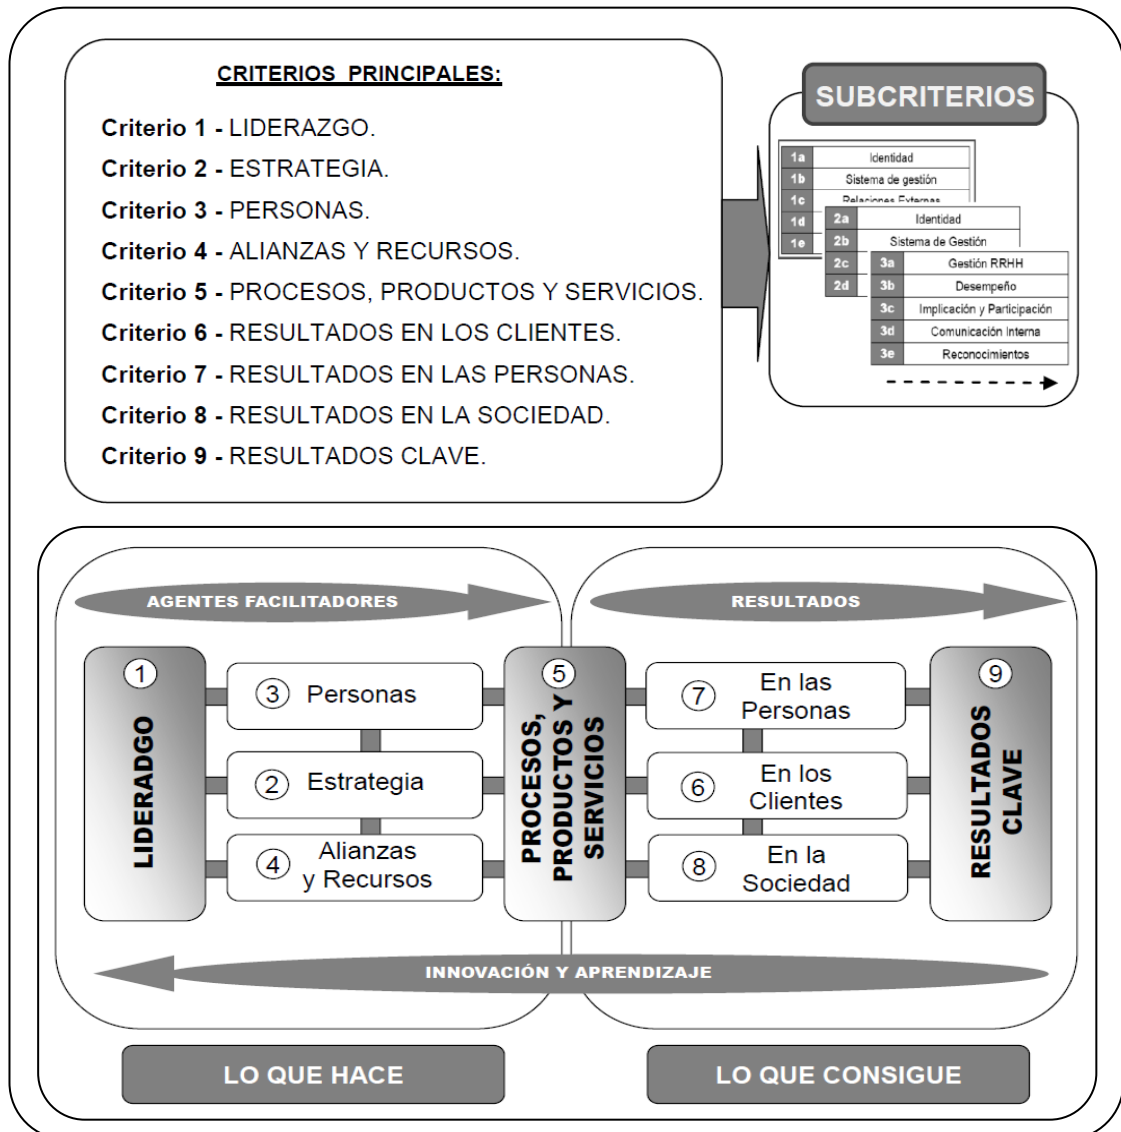 CRITERIOS PRINCIPALES:
Criterio 1 - LIDERAZGO.
Criterio 2 - ESTRATEGIA.
Criterio 3 - PERSONAS.
Criterio 4 - ALIANZAS Y RECURSOS.
Criterio 5 - PROCESOS, PRODUCTOS Y SERVICIOS.
Criterio 6 - RESULTADOS EN LOS CLIENTES.
Criterio 7 - RESULTADOS EN LAS PERSONAS.
Criterio 8 - RESULTADOS EN LA SOCIEDAD.
Criterio 9 - RESULTADOS CLAVE.
SUBCRITERIOS
1a Identidad
1b Sistema de gestión
1c Relaciones Externas
1d
1e
2a Identidad
2b Sistema de Gestión
2c
2d
3a Gestión RRHH
3b Desempeño
3c Implicación y Participación
3d Comunicación Interna
3e Reconocimientos
AGENTES FACILITADORES
RESULTADOS
1
LIDERADGO
3 Personas
2 Estrategia
4 Alianzas
y Recursos
5
PROCESOS,
PRODUCTOS Y
SERVICIOS
7 En las
Personas
6 En los
Clientes
8 En la
Sociedad
9
RESULTADOS
CLAVE
INNOVACIÓN Y APRENDIZAJE
LO QUE HACE
LO QUE CONSIGUE